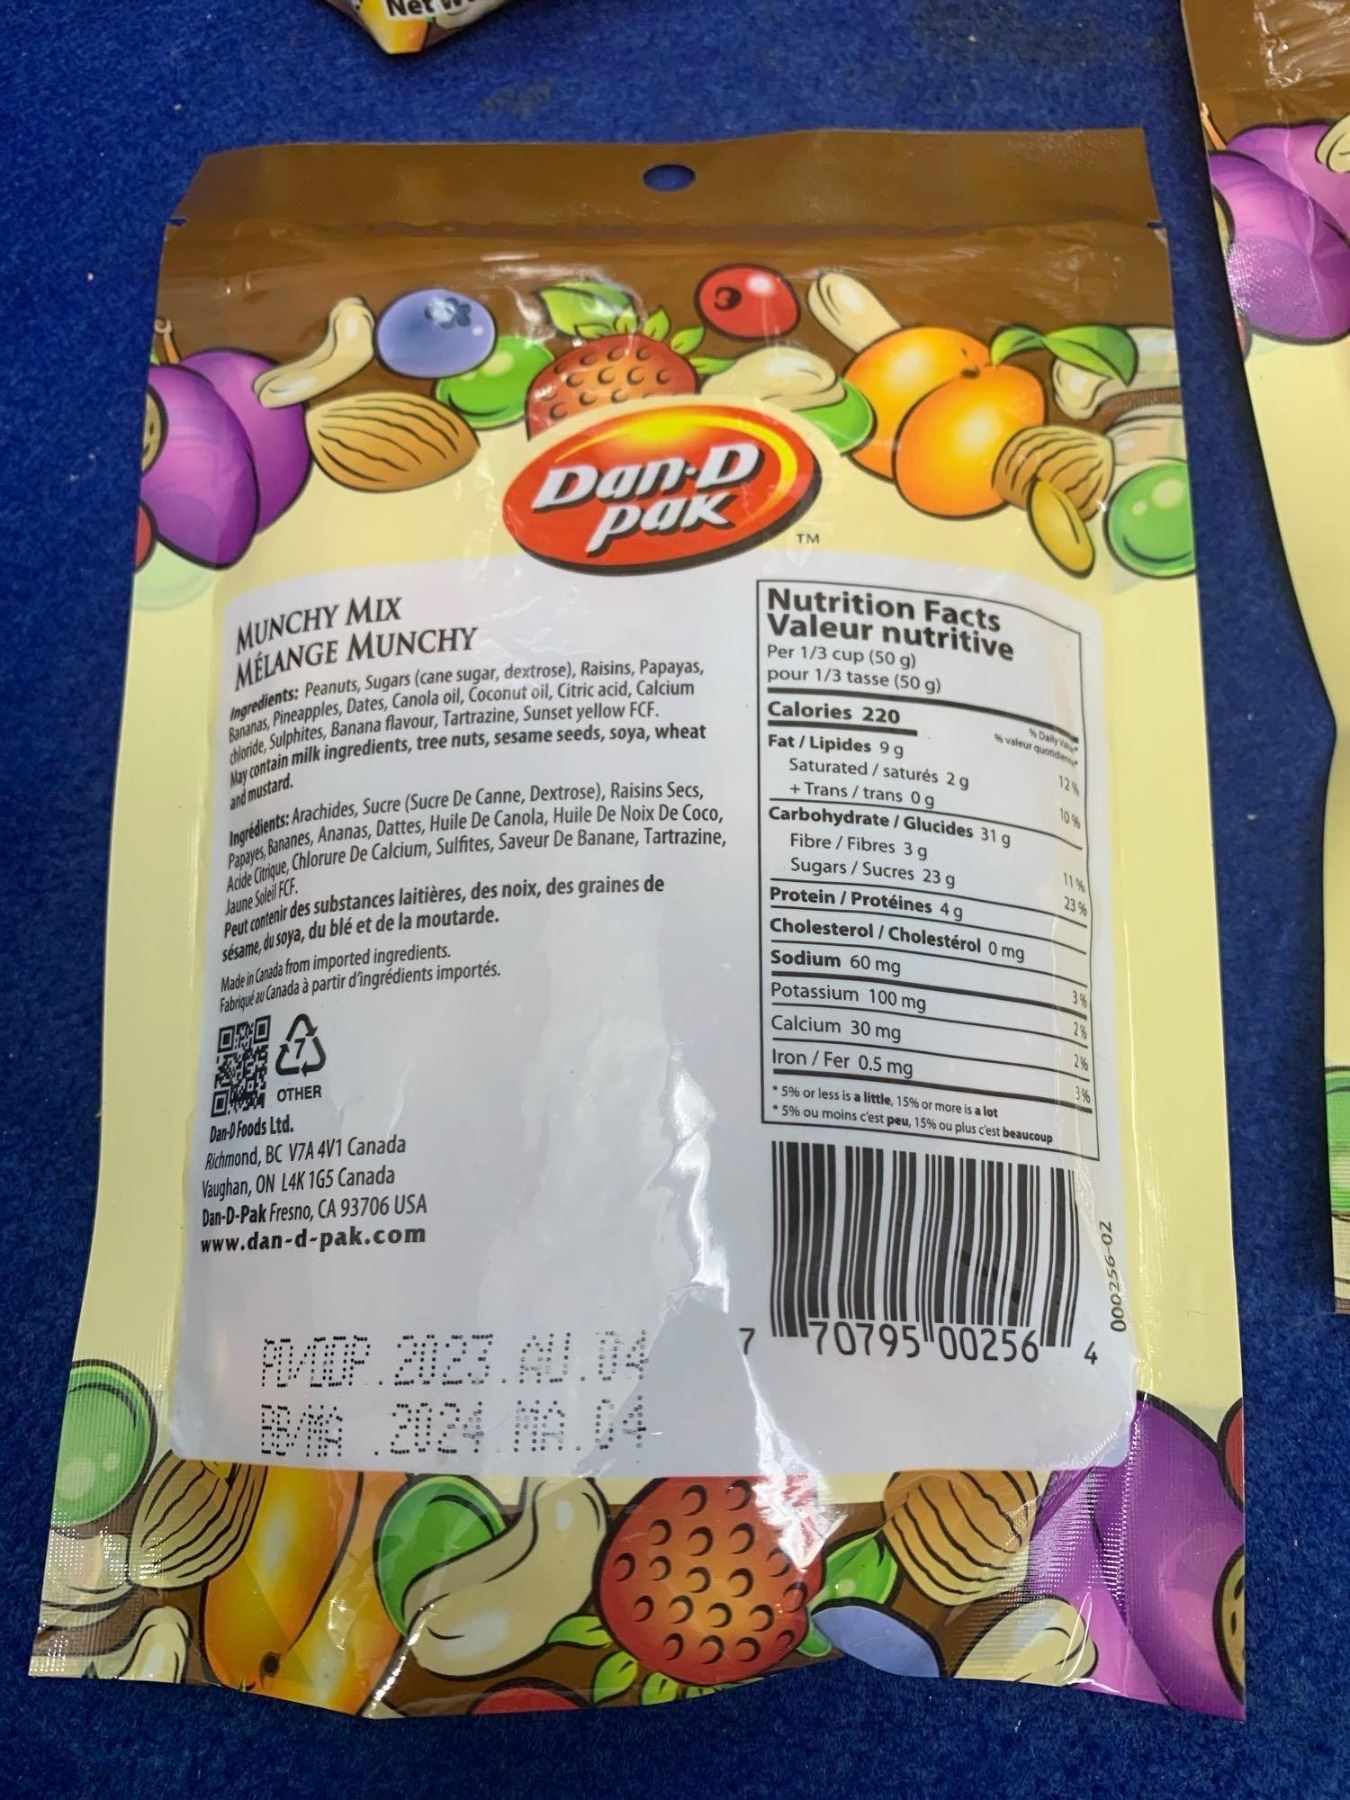 Net
Dan-D
pak
TM
MUNCHY MIX
MÉLANGE MUNCHY
Ingredients: Peanuts, Sugars (cane sugar, dextrose), Raisins, Papayas,
Bananas, Pineapples, Dates, Canola oil, Coconut oil, Citric acid, Calcium
chloride, Sulphites, Banana flavour, Tartrazine, Sunset yellow FCF.
May contain milk ingredients, tree nuts, sesame seeds, soya, wheat
and mustard.
Ingrédients: Arachides, Sucre (Sucre De Canne, Dextrose), Raisins Secs,
Papayes, Bananes, Ananas, Dattes, Huile De Canola, Huile De Noix De Coco,
Acide Citrique, Chlorure De Calcium, Sulfites, Saveur De Banane, Tartrazine,
Jaune Soleil FCF.
Peut contenir des substances laitières, des noix, des graines de
sésame, du soya, du blé et de la moutarde.
Made in Canada from imported ingredients.
Fabriqué au Canada à partir d'ingrédients importés.
7
OTHER
Dan-D Foods Ltd.
Richmond, BC V7A 4V1 Canada
Vaughan, ON L4K 1G5 Canada
Dan-D-Pak Fresno, CA 93706 USA
www.dan-d-pak.com
PD/DDP.2023.AU.08
BB/MA .2024.MA.04
Nutrition Facts
Valeur nutritive
Per 1/3 cup (50 g)
pour 1/3 tasse (50 g)
Calories 220
% Daily
% valeur quotidienne*
Fat / Lipides 9 g 12 %
Saturated / saturés 2 g
+ Trans / trans 0 g 10 %
Carbohydrate / Glucides 31 g
Fibre / Fibres 3 g 11 %
Sugars / Sucres 23 g 23 %
Protein / Protéines 4 g
Cholesterol / Cholestérol 0 mg
Sodium 60 mg 3 %
Potassium 100 mg 2 %
Calcium 30 mg 2 %
Iron / Fer 0.5 mg 3 %
* 5% or less is a little, 15% or more is a lot
* 5% ou moins c'est peu, 15% ou plus c'est beaucoup
7 70795 00256 4
000256-02